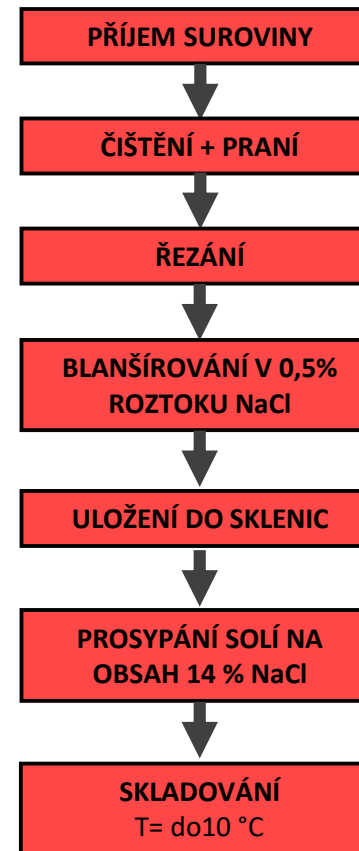 PŘÍJEM SUROVINY
ČIŠTĚNÍ + PRANÍ
ŘEZÁNÍ
BLANŠÍROVÁNÍ V 0,5%
ROZTOKU NaCl
ULOŽENÍ DO SKLENIC
PROSYPÁNÍ SOLÍ NA
OBSAH 14 % NaCl
SKLADOVÁNÍ
T= do10 °C